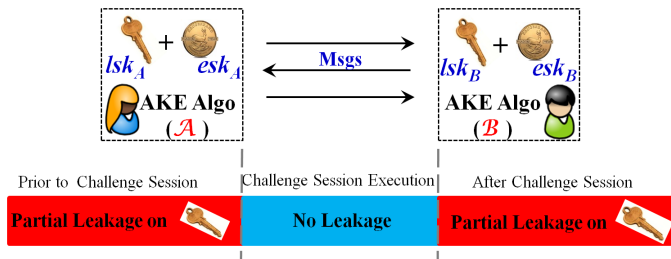 lsk_A + esk_A
Msgs
lsk_B + esk_B
AKE Algo
(A)
AKE Algo
(B)
Prior to Challenge Session
Challenge Session Execution
After Challenge Session
Partial Leakage on
No Leakage
Partial Leakage on